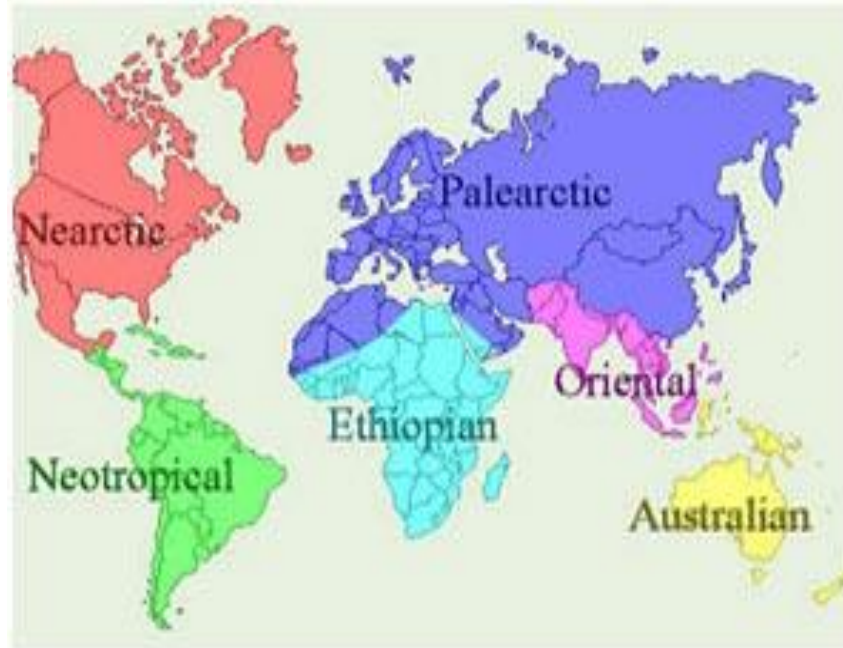 Palearctic
Nearctic
Oriental
Ethiopian
Neotropical
Australian